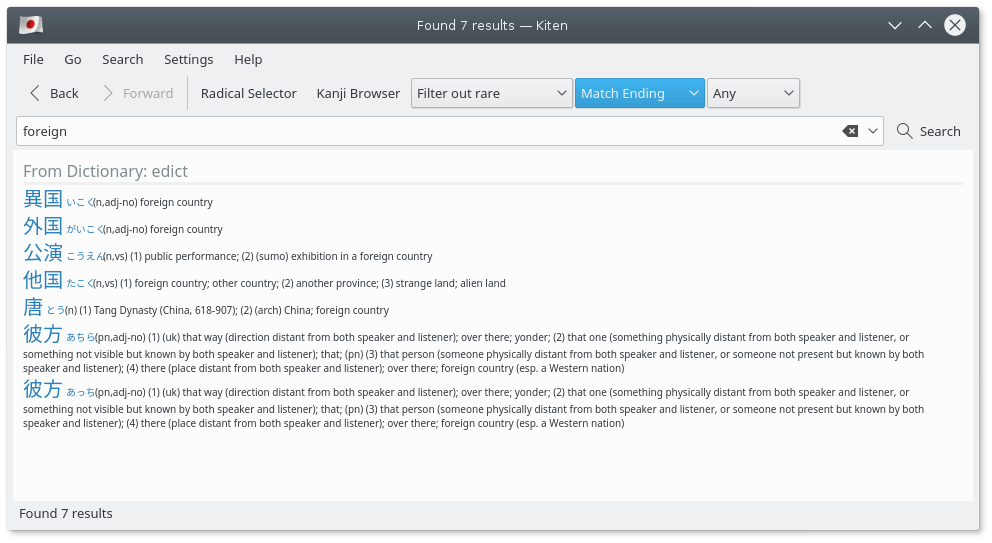 Found 7 results — Kiten
File Go Search Settings Help
Back Forward Radical Selector Kanji Browser Filter out rare Match Ending Any
foreign Search
From Dictionary: edict
異国 いこく(n,adj-no) foreign country
外国 がいこく(n,adj-no) foreign country
公演 こうえん(n,vs) (1) public performance; (2) (sumo) exhibition in a foreign country
他国 たこく(n,vs) (1) foreign country; other country; (2) another province; (3) strange land; alien land
唐 とう(n) (1) Tang Dynasty (China, 618-907); (2) (arch) China; foreign country
彼方 あちら(pn,adj-no) (1) (uk) that way (direction distant from both speaker and listener); over there; yonder; (2) that one (something physically distant from both speaker and listener, or
something not visible but known by both speaker and listener); that; (pn) (3) that person (someone physically distant from both speaker and listener, or someone not present but known by both
speaker and listener); (4) there (place distant from both speaker and listener); over there; foreign country (esp. a Western nation)
彼方 あっち(pn,adj-no) (1) (uk) that way (direction distant from both speaker and listener); over there; yonder; (2) that one (something physically distant from both speaker and listener, or
something not visible but known by both speaker and listener); that; (pn) (3) that person (someone physically distant from both speaker and listener, or someone not present but known by both
speaker and listener); (4) there (place distant from both speaker and listener); over there; foreign country (esp. a Western nation)
Found 7 results